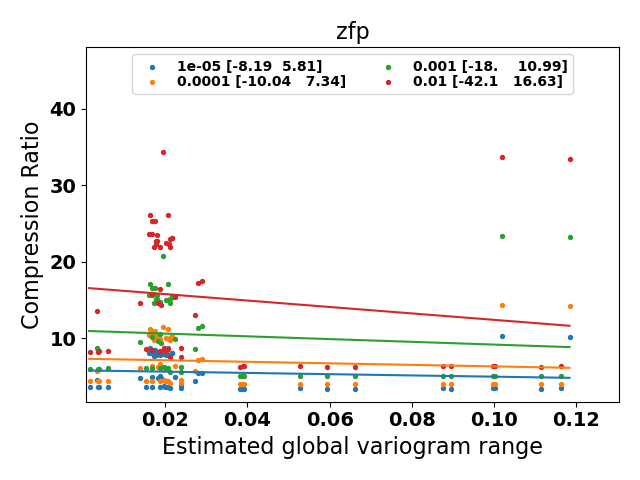 zfp
1e-05 [-8.19  5.81]
0.0001 [-10.04   7.34]
0.001 [-18.    10.99]
0.01 [-42.1   16.63]
Compression Ratio
40
30
20
10
0.02 0.04 0.06 0.08 0.10 0.12
Estimated global variogram range